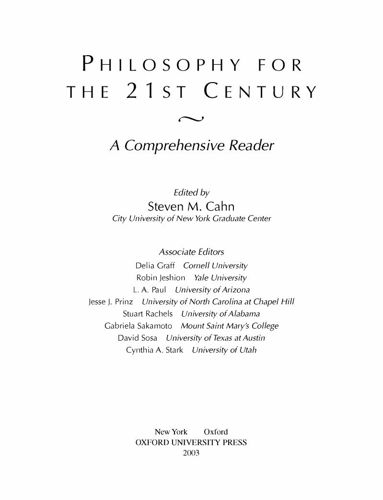 PHILOSOPHY FOR
THE 21ST CENTURY
~
A Comprehensive Reader
Edited by
Steven M. Cahn
City University of New York Graduate Center
Associate Editors
Delia Graff Cornell University
Robin Jeshion Yale University
L. A. Paul University of Arizona
Jesse J. Prinz University of North Carolina at Chapel Hill
Stuart Rachels University of Alabama
Gabriela Sakamoto Mount Saint Mary's College
David Sosa University of Texas at Austin
Cynthia A. Stark University of Utah
New York Oxford
OXFORD UNIVERSITY PRESS
2003